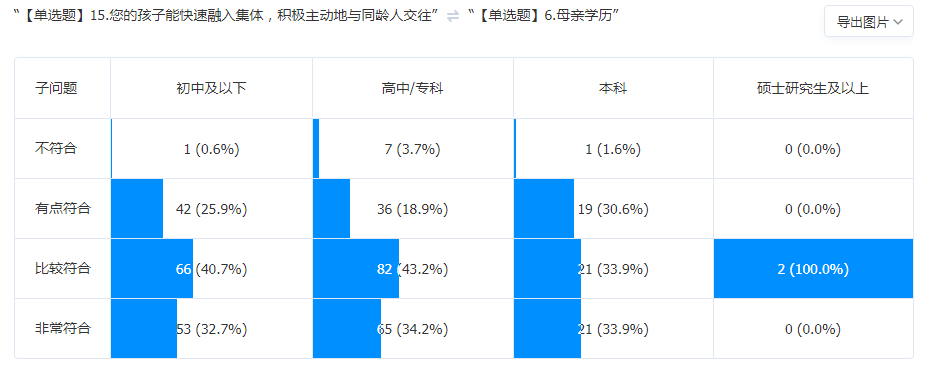 “【单选题】15.您的孩子能快速融入集体，积极主动地与同龄人交往” ⇌ “【单选题】6.母亲学历”
导出图片
子问题 初中及以下 高中/专科 本科 硕士研究生及以上
不符合 1 (0.6%) 7 (3.7%) 1 (1.6%) 0 (0.0%)
有点符合 42 (25.9%) 36 (18.9%) 19 (30.6%) 0 (0.0%)
比较符合 66 (40.7%) 82 (43.2%) 21 (33.9%) 2 (100.0%)
非常符合 53 (32.7%) 65 (34.2%) 21 (33.9%) 0 (0.0%)